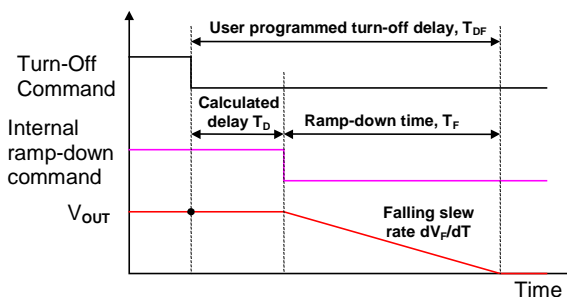 User programmed turn-off delay, TDF
Turn-Off
Command
Calculated
delay TD
Ramp-down time, TF
Internal
ramp-down
command
VOUT
Falling slew
rate dVF/dT
Time